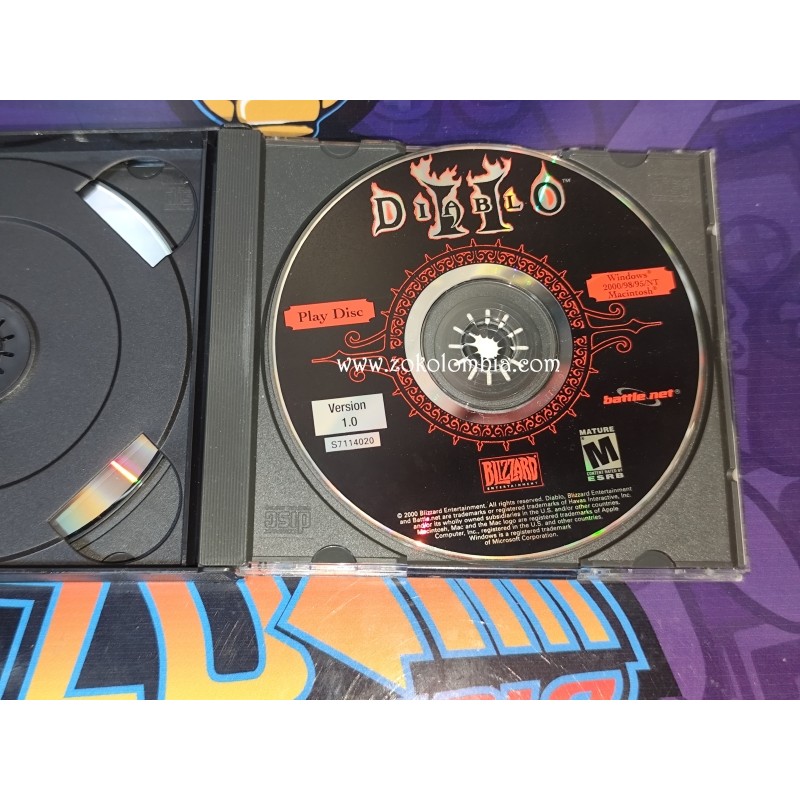 DIABLO II™
Play Disc
Windows®
2000/98/95/NT
Macintosh®
www.zokolombia.com
Version
1.0
S7114020
battle.net®
MATURE
M
CONTENT RATED BY
ESRB
BLIZZARD
ENTERTAINMENT
© 2000 Blizzard Entertainment. All rights reserved. Diablo, Blizzard Entertainment
and Battle.net are trademarks or registered trademarks of Havas Interactive, Inc.
and/or its wholly owned subsidiaries in the U.S. and/or other countries.
Macintosh, Mac and the Mac logo are registered trademarks of Apple
Computer, Inc., registered in the U.S. and other countries.
Windows is a registered trademark
of Microsoft Corporation.